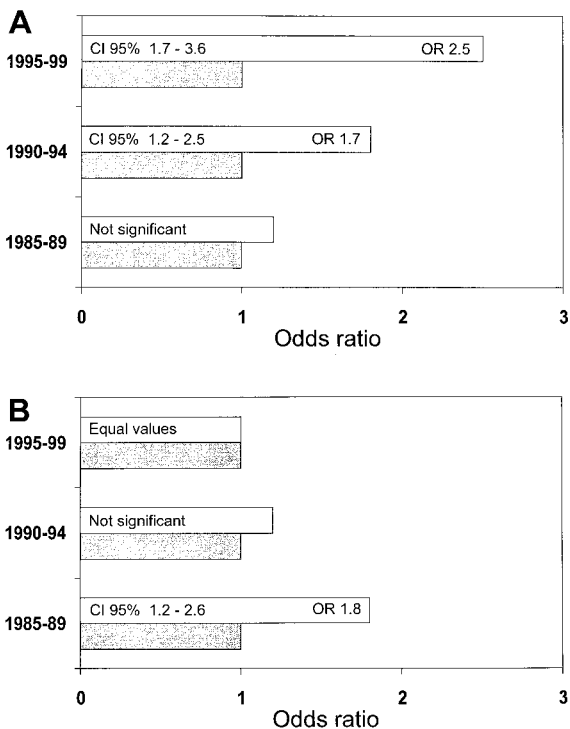 A
1995-99
CI 95% 1.7 - 3.6 OR 2.5
1990-94
CI 95% 1.2 - 2.5 OR 1.7
1985-89
Not significant
0 1 2 3
Odds ratio
B
1995-99
Equal values
1990-94
Not significant
1985-89
CI 95% 1.2 - 2.6 OR 1.8
0 1 2 3
Odds ratio